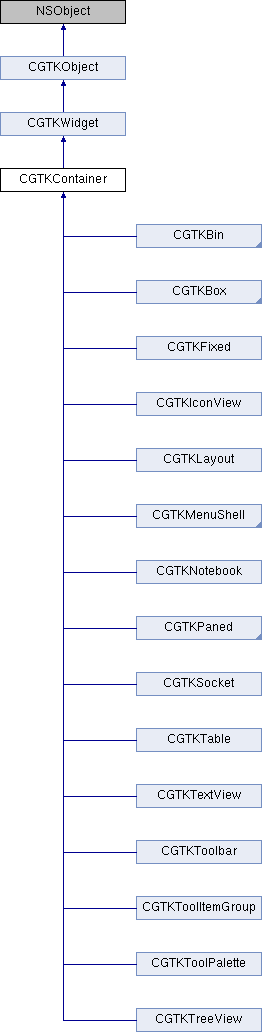 NSObject
CGTKObject
CGTKWidget
CGTKContainer
CGTKBin
CGTKBox
CGTKFixed
CGTKIconView
CGTKLayout
CGTKMenuShell
CGTKNotebook
CGTKPaned
CGTKSocket
CGTKTable
CGTKTextView
CGTKToolbar
CGTKToolItemGroup
CGTKToolPalette
CGTKTreeView